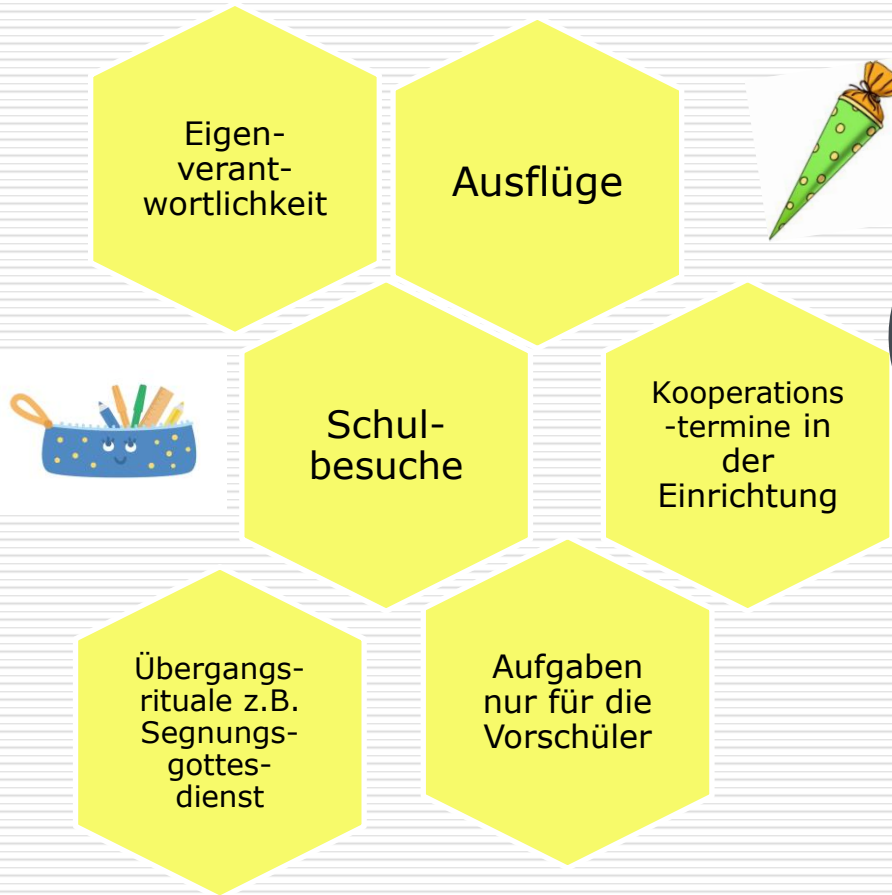 Eigen-
verant-
wortlichkeit
Ausflüge
Schul-
besuche
Kooperations
-termine in
der
Einrichtung
Übergangs-
rituale z.B.
Segnungs-
gottes-
dienst
Aufgaben
nur für die
Vorschüler